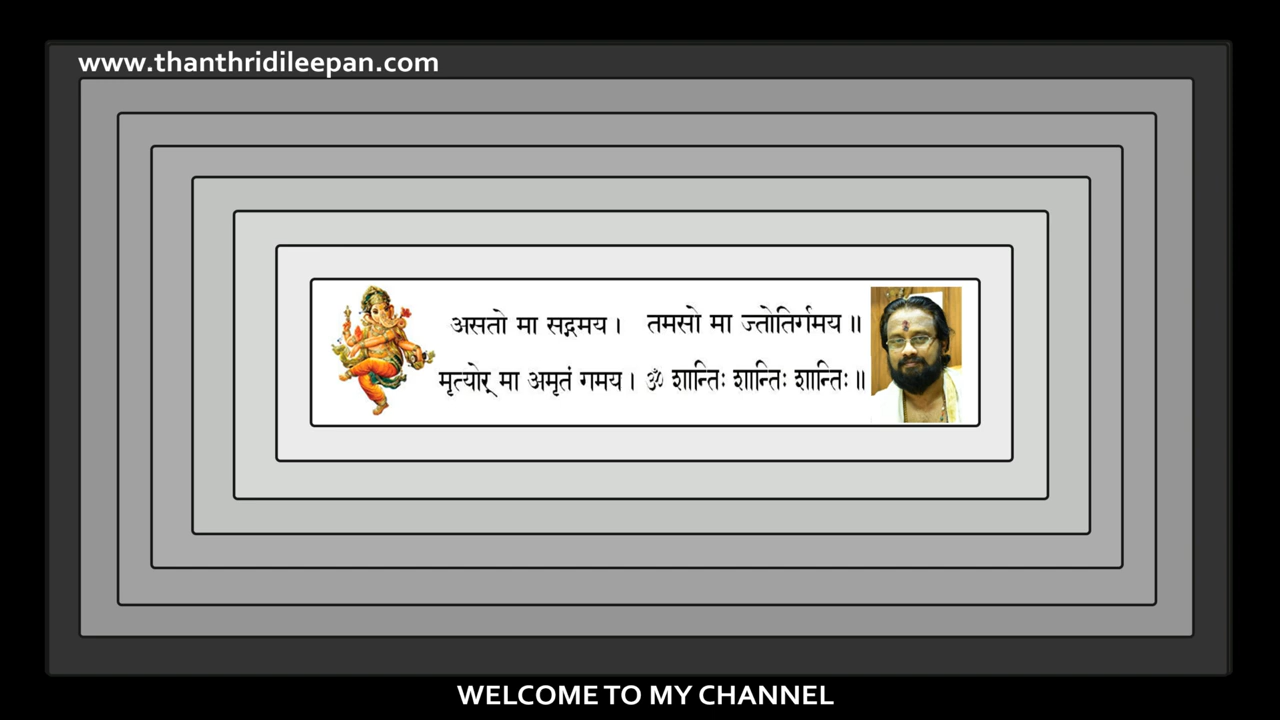 www.thanthridileepan.com
असतो मा सद्गमय । तमसो मा ज्तोतिर्गमय ॥
मृत्योर् मा अमृतं गमय । ॐ शान्तिः शान्तिः शान्तिः ॥
WELCOME TO MY CHANNEL